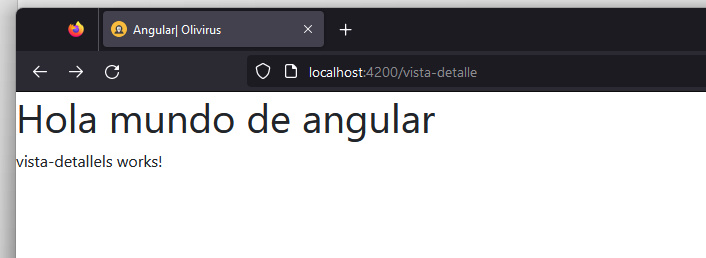 Angular| Olivirus
localhost:4200/vista-detalle
Hola mundo de angular
vista-detallels works!